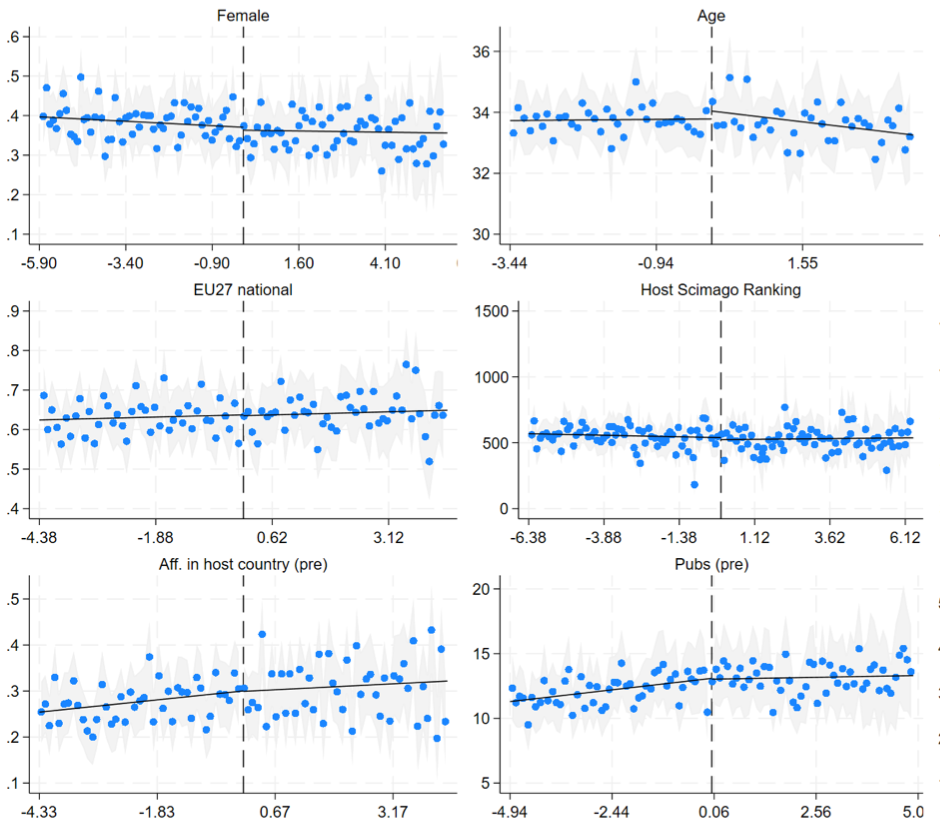 Female
.6
.5
.4
.3
.2
.1
-5.90 -3.40 -0.90 1.60 4.10
Age
36
34
32
30
-3.44 -0.94 1.55
EU27 national
.9
.8
.7
.6
.5
.4
-4.38 -1.88 0.62 3.12
Host Scimago Ranking
1500
1000
500
0
-6.38 -3.88 -1.38 1.12 3.62 6.12
Aff. in host country (pre)
.5
.4
.3
.2
.1
-4.33 -1.83 0.67 3.17
Pubs (pre)
20
15
10
5
-4.94 -2.44 0.06 2.56 5.0